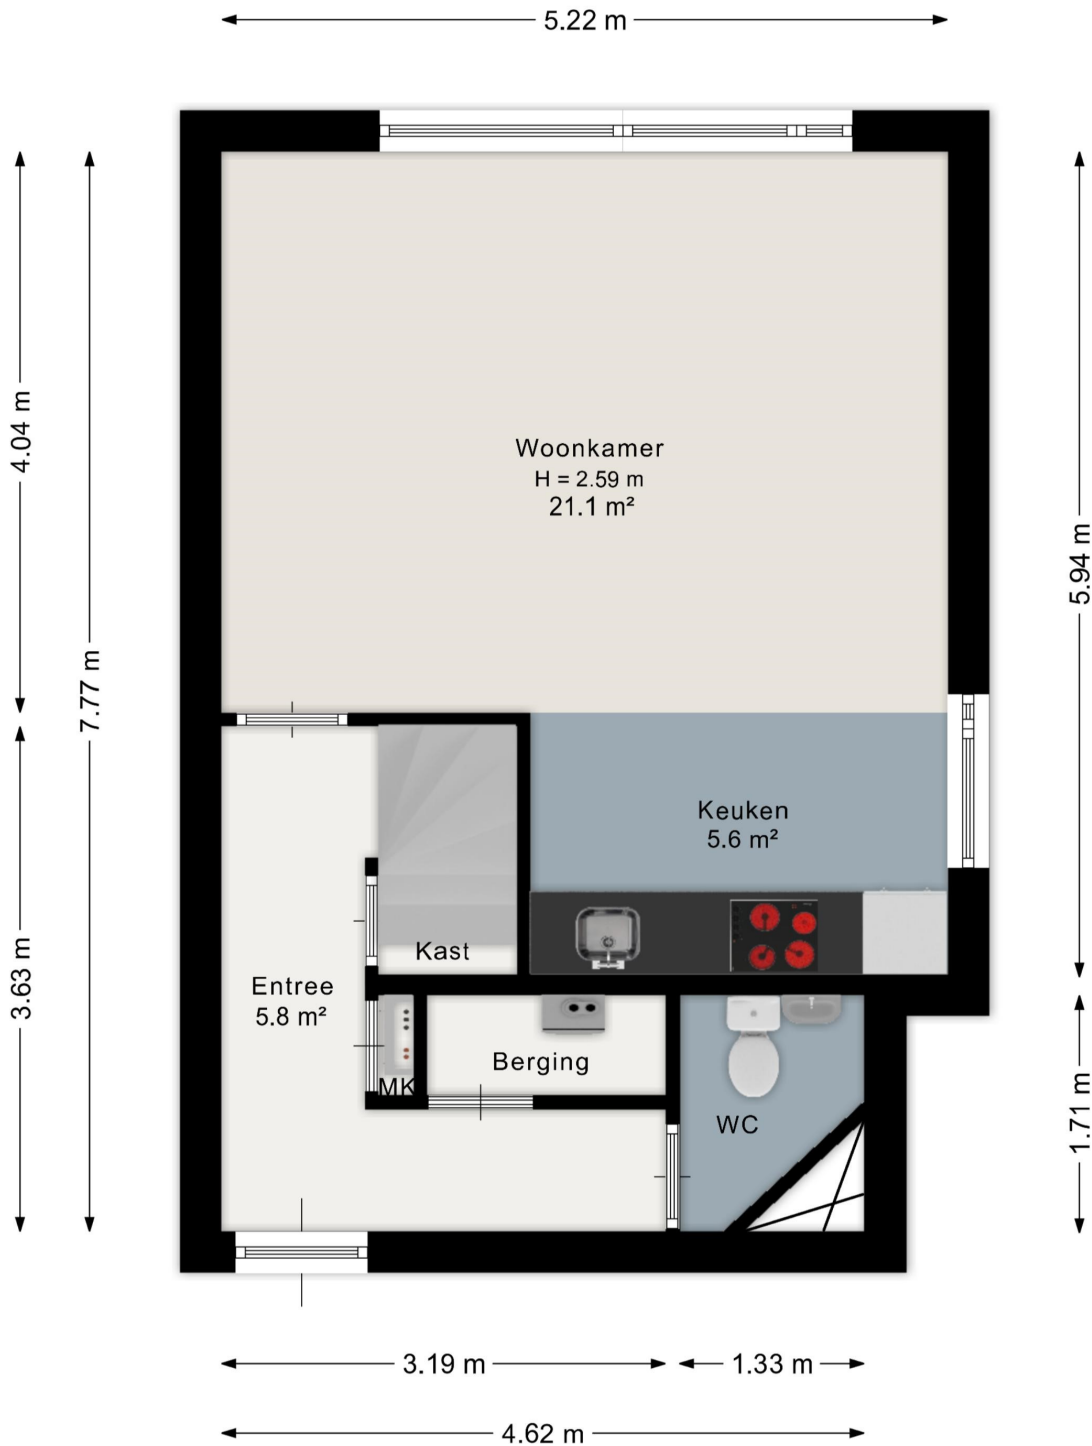 5.22 m
4.04 m
7.77 m
Woonkamer
H = 2.59 m
21.1 m²
5.94 m
Keuken
5.6 m²
Kast
3.63 m
Entree
5.8 m²
Berging
MK
WC
1.71 m
3.19 m
1.33 m
4.62 m